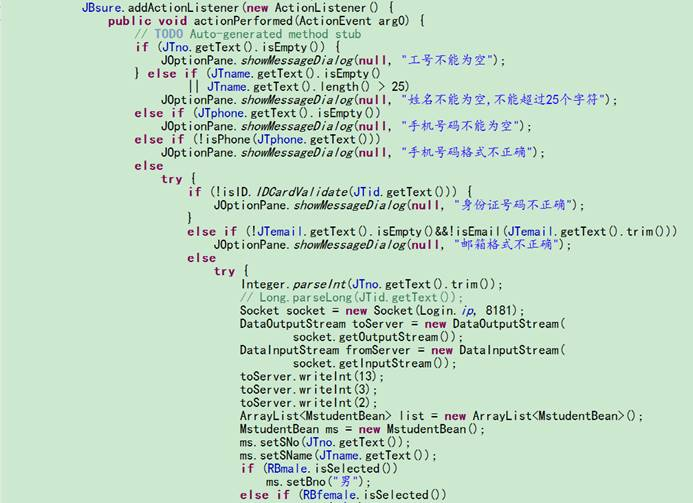 JBsure.addActionListener(new ActionListener() {
public void actionPerformed(ActionEvent arg0) {
// TODO Auto-generated method stub
if (JTno.getText().isEmpty()) {
JOptionPane.showMessageDialog(null, "工号不能为空");
} else if (JTname.getText().isEmpty()
|| JTname.getText().length() > 25)
JOptionPane.showMessageDialog(null, "姓名不能为空,不能超过25个字符");
else if (JTphone.getText().isEmpty())
JOptionPane.showMessageDialog(null, "手机号码不能为空");
else if (!isPhone(JTphone.getText()))
JOptionPane.showMessageDialog(null, "手机号码格式不正确");
else
try {
if (!isID.IDCardValidate(JTid.getText())) {
JOptionPane.showMessageDialog(null, "身份证号码不正确");
}
else if (!JTemail.getText().isEmpty()&&!isEmail(JTemail.getText().trim()))
JOptionPane.showMessageDialog(null, "邮箱格式不正确");
else
try {
Integer.parseInt(JTno.getText().trim());
// Long.parseLong(JTid.getText());
Socket socket = new Socket(Login.ip, 8181);
DataOutputStream toServer = new DataOutputStream(
socket.getOutputStream());
DataInputStream fromServer = new DataInputStream(
socket.getInputStream());
toServer.writeInt(13);
toServer.writeInt(3);
toServer.writeInt(2);
ArrayList<MstudentBean> list = new ArrayList<MstudentBean>();
MstudentBean ms = new MstudentBean();
ms.setSNo(JTno.getText());
ms.setSName(JTname.getText());
if (RBmale.isSelected())
ms.setBno("男");
else if (RBfemale.isSelected())